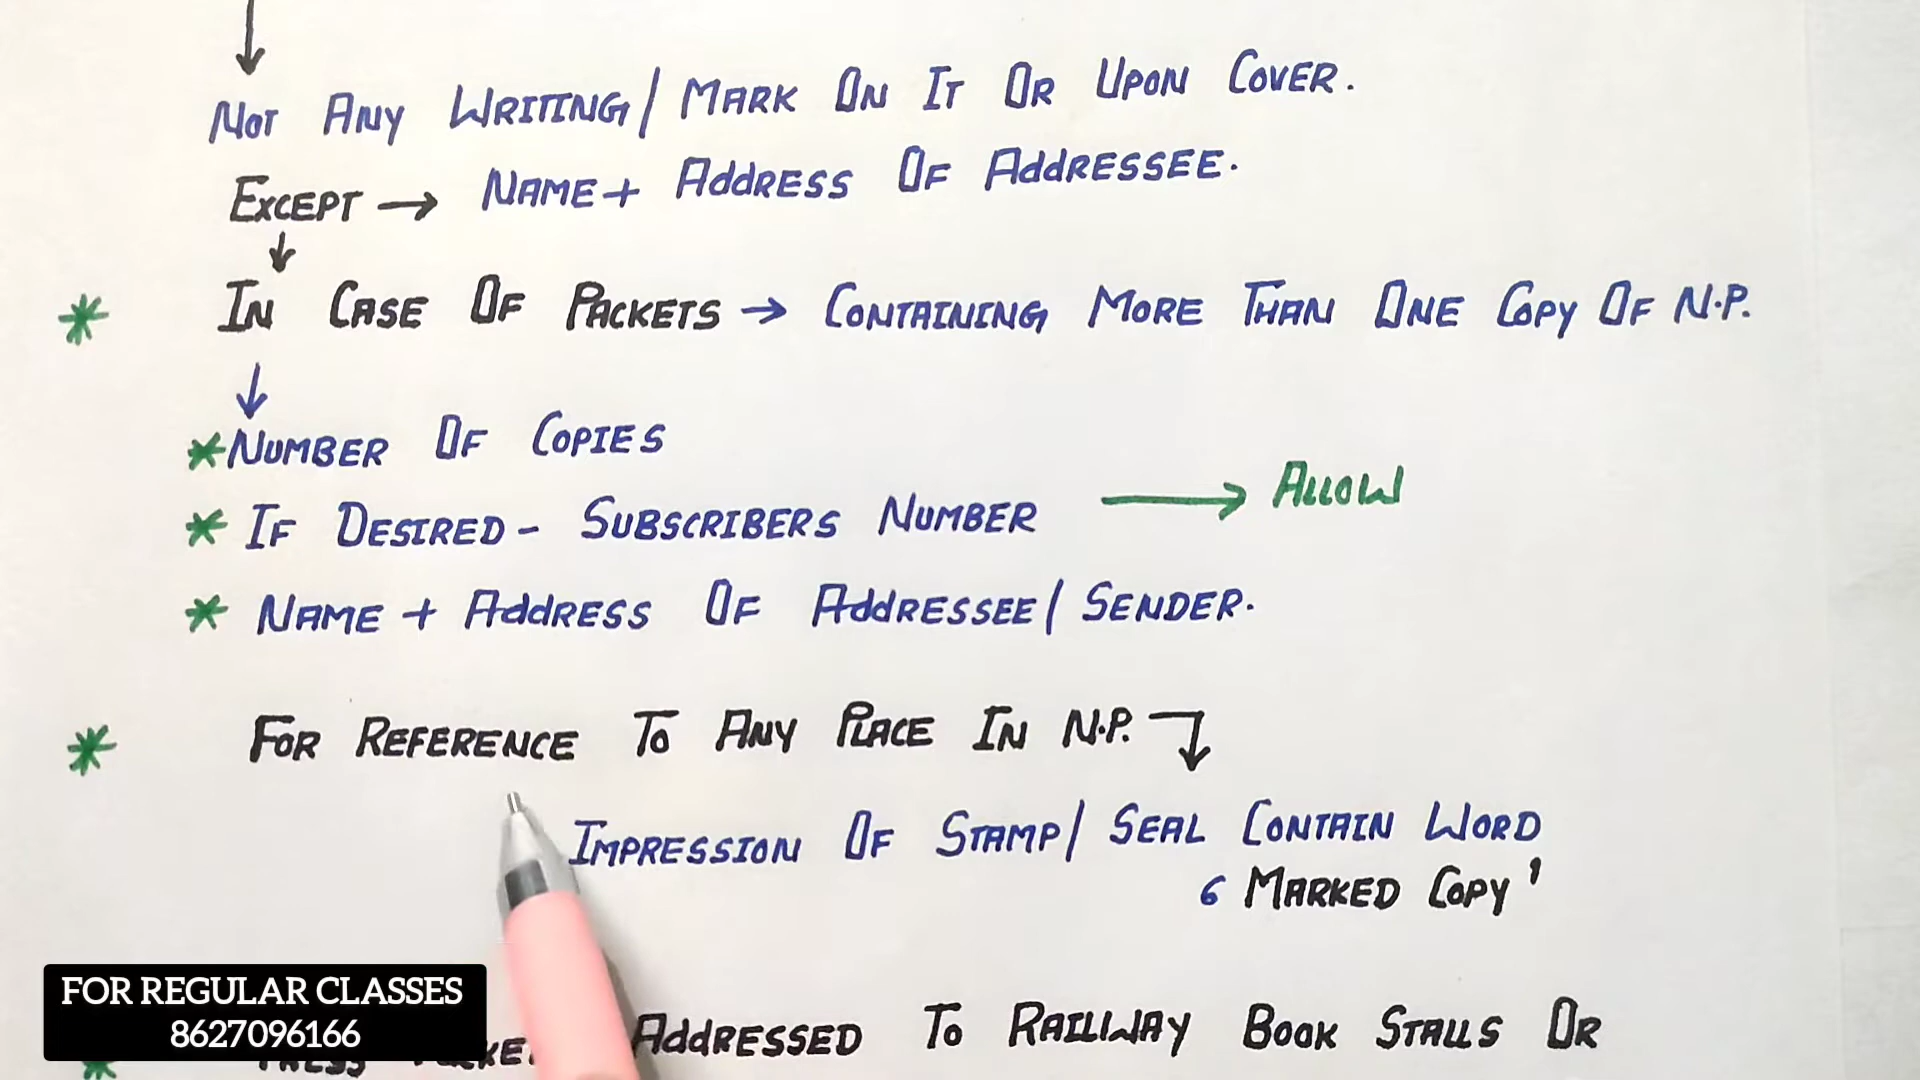 NOT ANY WRITING/ MARK ON IT OR UPON COVER.
EXCEPT → NAME + ADDRESS OF ADDRESSEE.
* IN CASE OF PACKETS → CONTAINING MORE THAN ONE COPY OF N.P.
* NUMBER OF COPIES
* IF DESIRED - SUBSCRIBERS NUMBER → ALLOW
* NAME + ADDRESS OF ADDRESSEE/ SENDER.
* FOR REFERENCE TO ANY PLACE IN N.P.
IMPRESSION OF STAMP/ SEAL CONTAIN WORD
'MARKED COPY'
ADDRESSED TO RAILWAY BOOK STALLS OR
FOR REGULAR CLASSES
8627096166